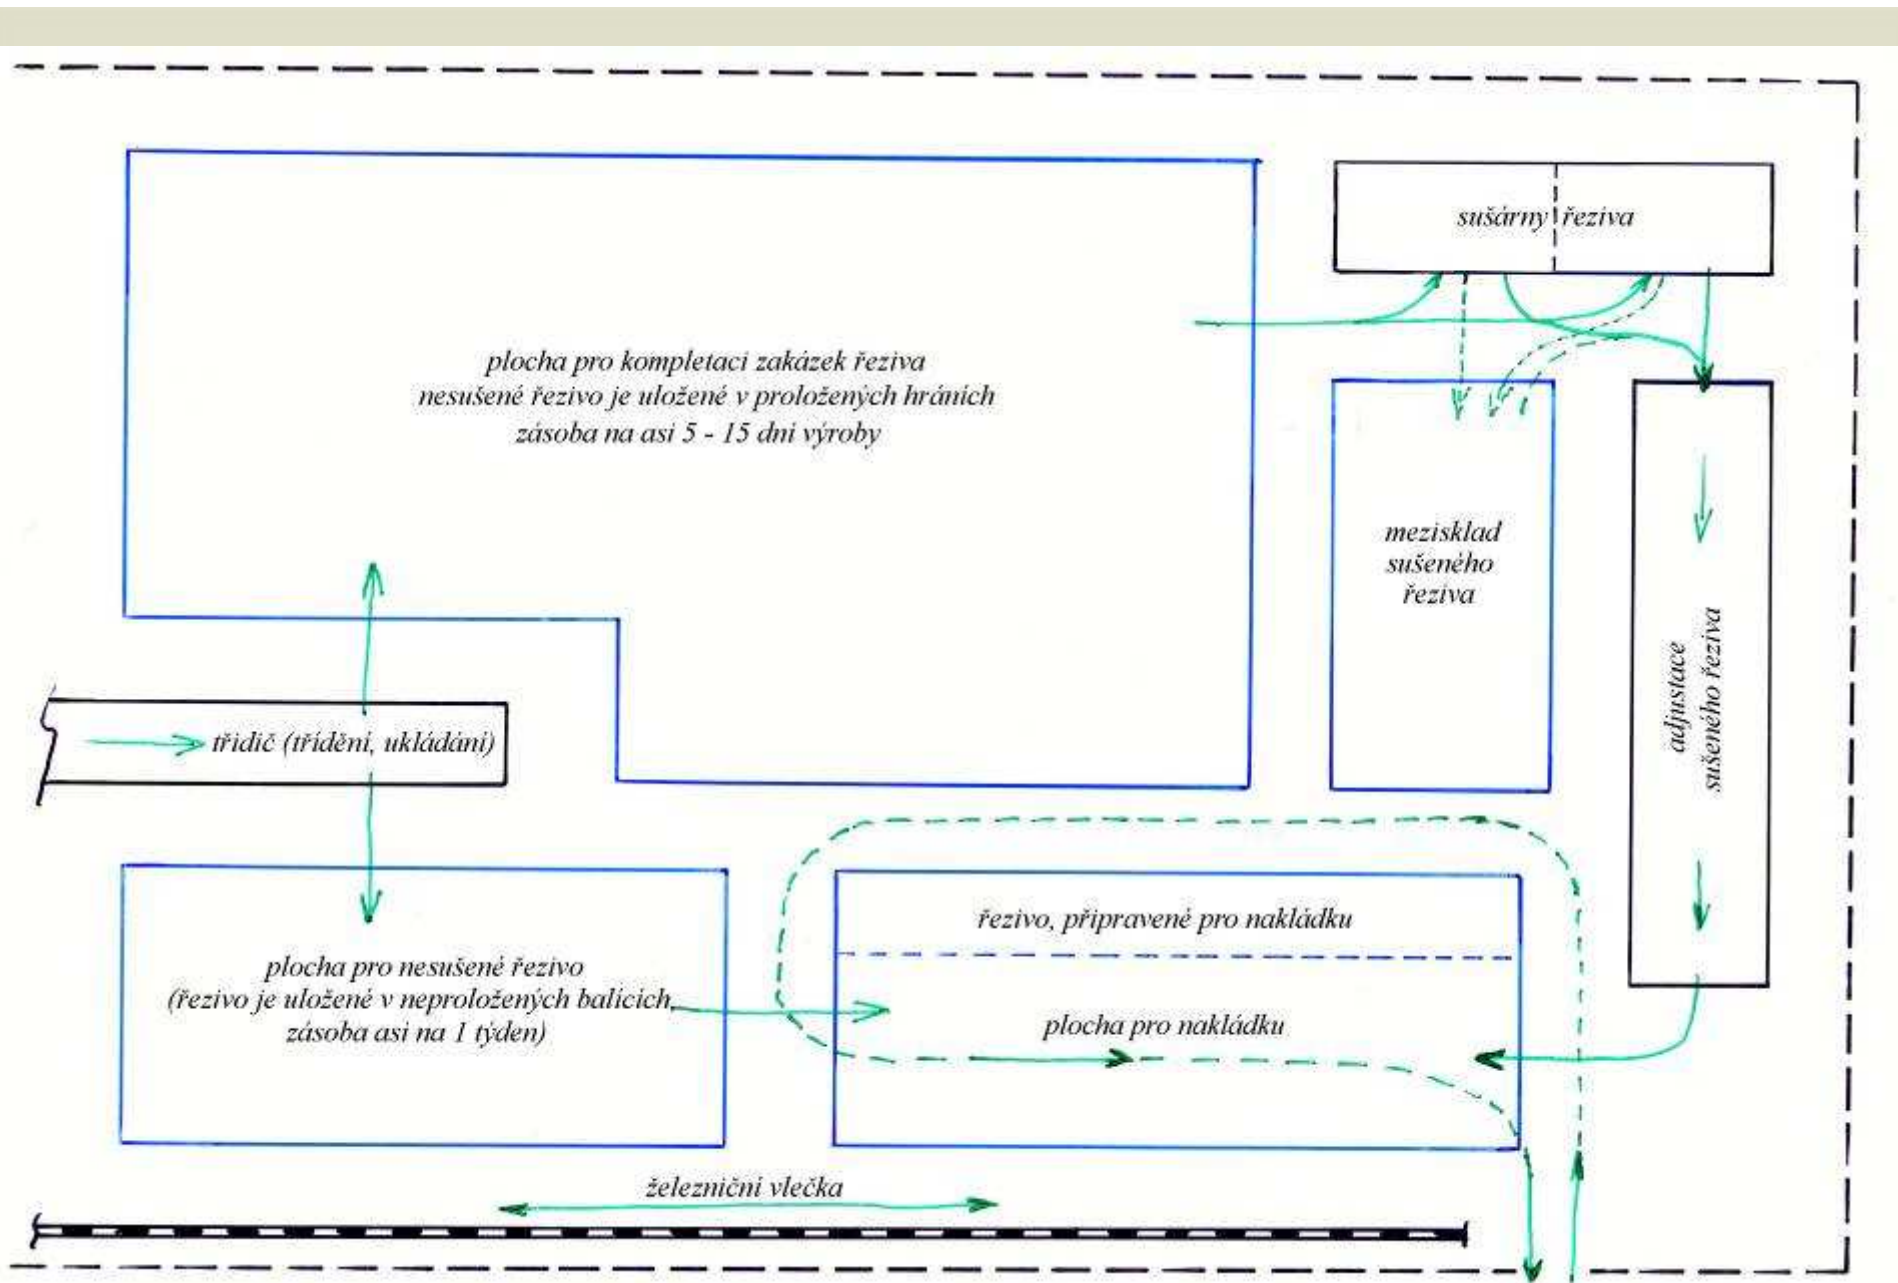 plocha pro kompletaci zakázek řeziva
nesušené řezivo je uložené v proložených hráních
zásoba na asi 5 - 15 dní výroby
sušárny řeziva
mezisklad
sušeného
řeziva
adjustace
sušeného řeziva
třídič (třídění, ukládání)
plocha pro nesušené řezivo
(řezivo je uložené v neproložených balících,
zásoba asi na 1 týden)
řezivo, připravené pro nakládku
plocha pro nakládku
železniční vlečka